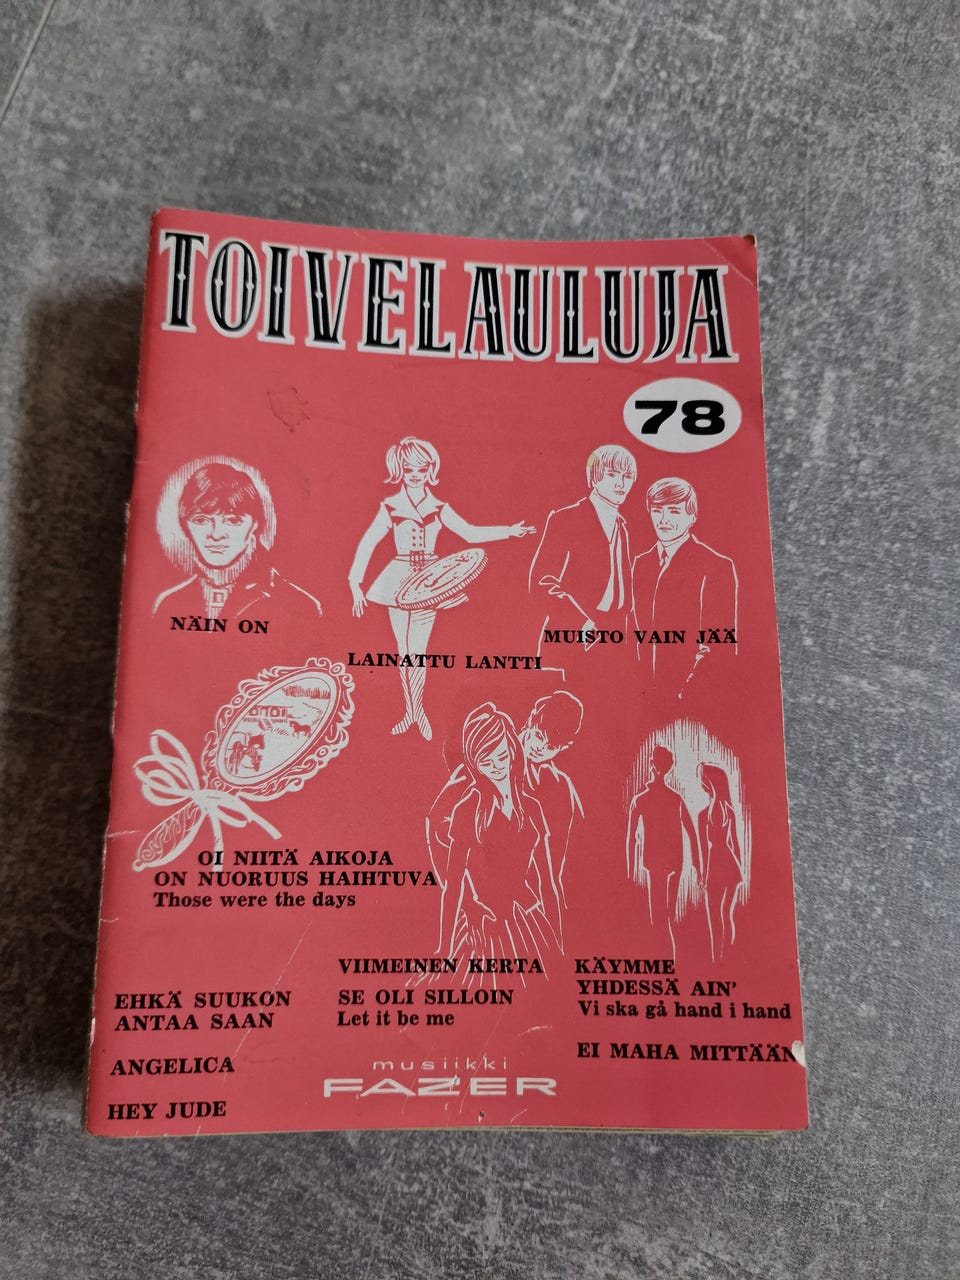 TOIVELAULUJA
78
NÄIN ON
LAINATTU LANTTI
MUISTO VAIN JÄÄ
OI NIITÄ AIKOJA
ON NUORUUS HAIHTUVA
Those were the days
VIIMEINEN KERTA
SE OLI SILLOIN
Let it be me
KÄYMME
YHDESSÄ AIN'
Vi ska gå hand i hand
EHKÄ SUUKON
ANTAA SAAN
ANGELICA
HEY JUDE
EI MAHA MITTÄÄN
musiikki
FAZER